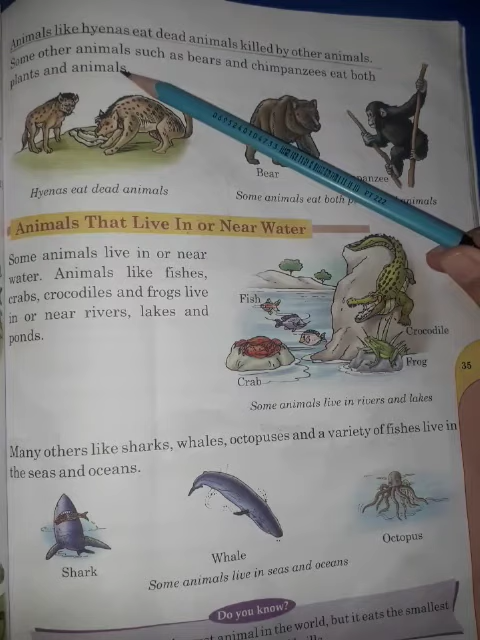 Animals like hyenas eat dead animals killed by other animals.
Some other animals such as bears and chimpanzees eat both
plants and animals.
Bear
Hyenas eat dead animals
Some animals eat both
Animals That Live In or Near Water
Some animals live in or near
water. Animals like fishes,
crabs, crocodiles and frogs live
in or near rivers, lakes and
ponds.
Fish
Crocodile
Frog
Crab
35
Some animals live in rivers and lakes
Many others like sharks, whales, octopuses and a variety of fishes live in
the seas and oceans.
Shark
Whale
Octopus
Some animals live in seas and oceans
Do you know?
animal in the world, but it eats the smallest